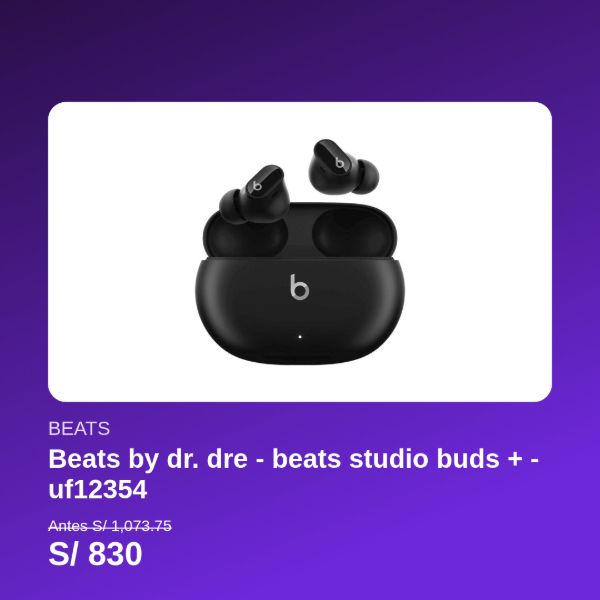 BEATS
Beats by dr. dre - beats studio buds + -
uf12354
Antes S/ 1,073.75
S/ 830